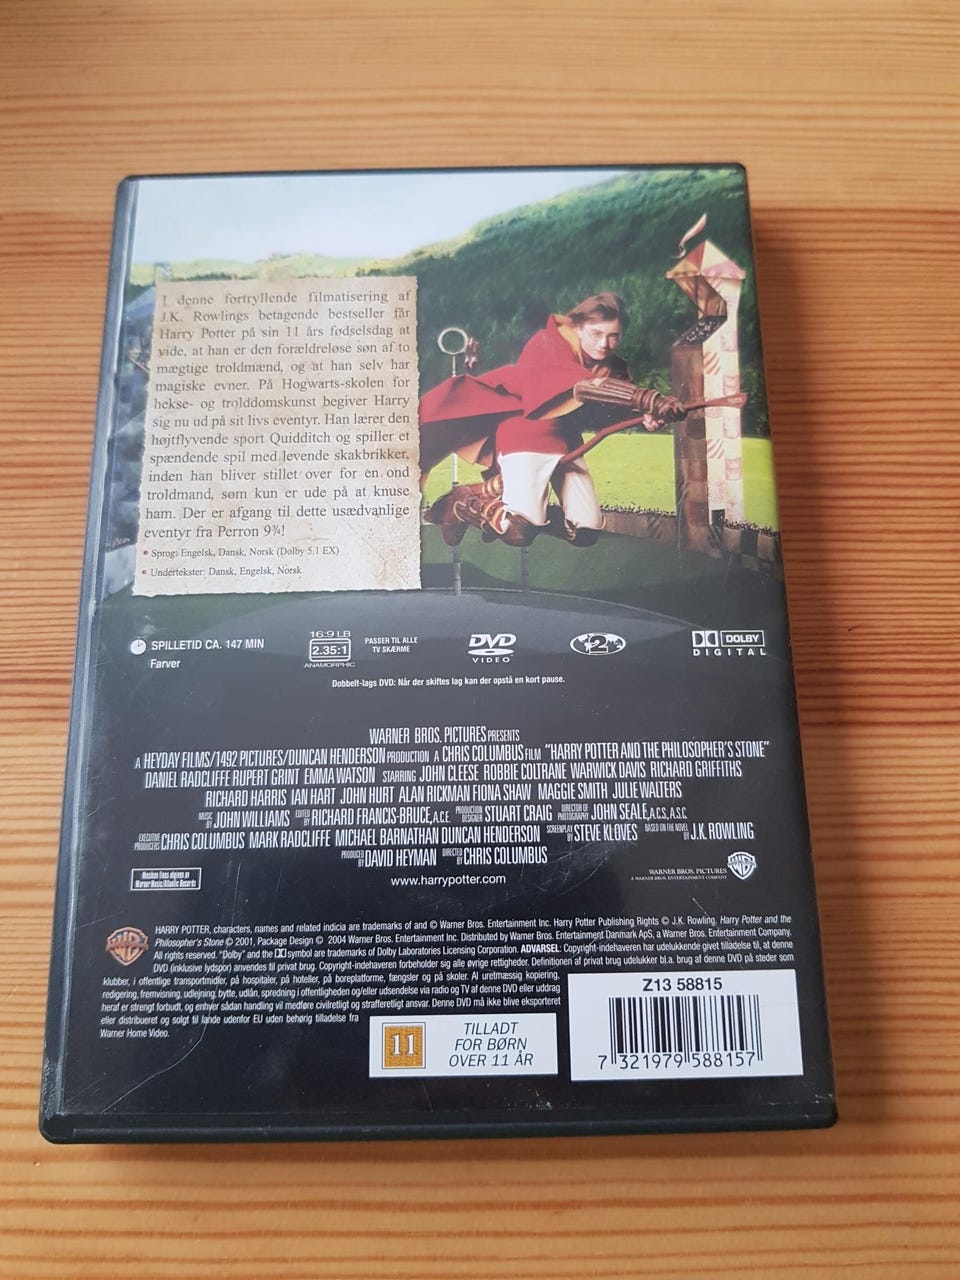 I denne fortryllende filmatisering af
J.K. Rowlings betagende bestseller får
Harry Potter på sin 11 års fødselsdag at
vide, at han er den forældreløse søn af to
mægtige troldmænd, og at han selv har
magiske evner. På Hogwarts-skolen for
hekse- og trolddomskunst begiver Harry
sig nu ud på sit livs eventyr. Han lærer den
højtflyvende sport Quidditch og spiller et
spændende spil med levende skakbrikker,
inden han bliver stillet over for en ond
troldmand, som kun er ude på at knuse
ham. Der er afgang til dette usædvanlige
eventyr fra Perron 9¾!
• Sprog: Engelsk, Dansk, Norsk (Dolby 5.1 EX)
• Undertekster: Dansk, Engelsk, Norsk
SPILLETID CA. 147 MIN
Farver
16:9 LB
2.35:1
ANAMORPHIC
PASSER TIL ALLE
TV SKÆRME
DVD
VIDEO
2
DOLBY
DIGITAL
Dobbelt-lags DVD: Når der skiftes lag kan der opstå en kort pause.
WARNER BROS. PICTURES PRESENTS
A HEYDAY FILMS/1492 PICTURES/DUNCAN HENDERSON PRODUCTION A CHRIS COLUMBUS FILM "HARRY POTTER AND THE PHILOSOPHER'S STONE"
DANIEL RADCLIFFE RUPERT GRINT EMMA WATSON STARRING JOHN CLEESE ROBBIE COLTRANE WARWICK DAVIS RICHARD GRIFFITHS
RICHARD HARRIS IAN HART JOHN HURT ALAN RICKMAN FIONA SHAW MAGGIE SMITH JULIE WALTERS
MUSIC BY JOHN WILLIAMS EDITED BY RICHARD FRANCIS-BRUCE, A.C.E. PRODUCTION DESIGNER STUART CRAIG DIRECTOR OF PHOTOGRAPHY JOHN SEALE, A.C.S., A.S.C.
EXECUTIVE PRODUCERS CHRIS COLUMBUS MARK RADCLIFFE MICHAEL BARNATHAN DUNCAN HENDERSON SCREENPLAY BY STEVE KLOVES BASED ON THE NOVEL BY J.K. ROWLING
PRODUCED BY DAVID HEYMAN DIRECTED BY CHRIS COLUMBUS
Musikken findes udgivet på
Warner Music/Atlantic Records
www.harrypotter.com
WARNER BROS. PICTURES
A WARNER BROS. ENTERTAINMENT COMPANY
HARRY POTTER, characters, names and related indicia are trademarks of and © Warner Bros. Entertainment Inc. Harry Potter Publishing Rights © J.K. Rowling. Harry Potter and the
Philosopher's Stone © 2001, Package Design © 2004 Warner Bros. Entertainment Inc. Distributed by Warner Bros. Entertainment Danmark ApS, a Warner Bros. Entertainment Company.
All rights reserved. "Dolby" and the symbol are trademarks of Dolby Laboratories Licensing Corporation. ADVARSEL: Copyright-indehaveren har udelukkende givet tilladelse til, at denne
DVD (inklusive lydspor) anvendes til privat brug. Copyright-indehaveren forbeholder sig alle øvrige rettigheder. Definitionen af privat brug udelukker bl.a. brug af denne DVD på steder som
klubber, i offentlige transportmidler, på hospitaler, på hoteller, på boreplatforme, fængsler og på skoler. Al uretmæssig kopiering,
redigering, fremvisning, udlejning, bytte, udlån, spredning i offentligheden og/eller udsendelse via radio og TV af denne DVD eller uddrag
heraf er strengt forbudt, og enhver sådan handling vil medføre civilretligt og strafferetligt ansvar. Denne DVD må ikke blive eksporteret
eller distribueret og solgt til lande udenfor EU uden behørig tilladelse fra
Warner Home Video.
11
TILLADT
FOR BØRN
OVER 11 ÅR
Z13 58815
7 321979 588157